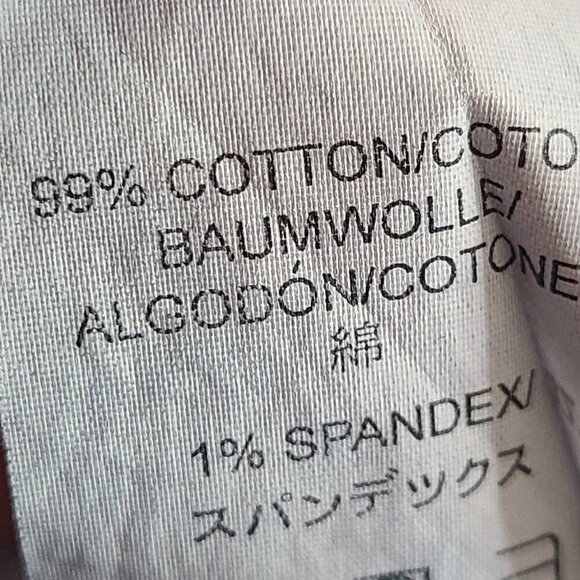 99% COTTON/COTO
BAUMWOLLE/
ALGODÓN/COTONE
綿
1% SPANDEX/
スパンデックス